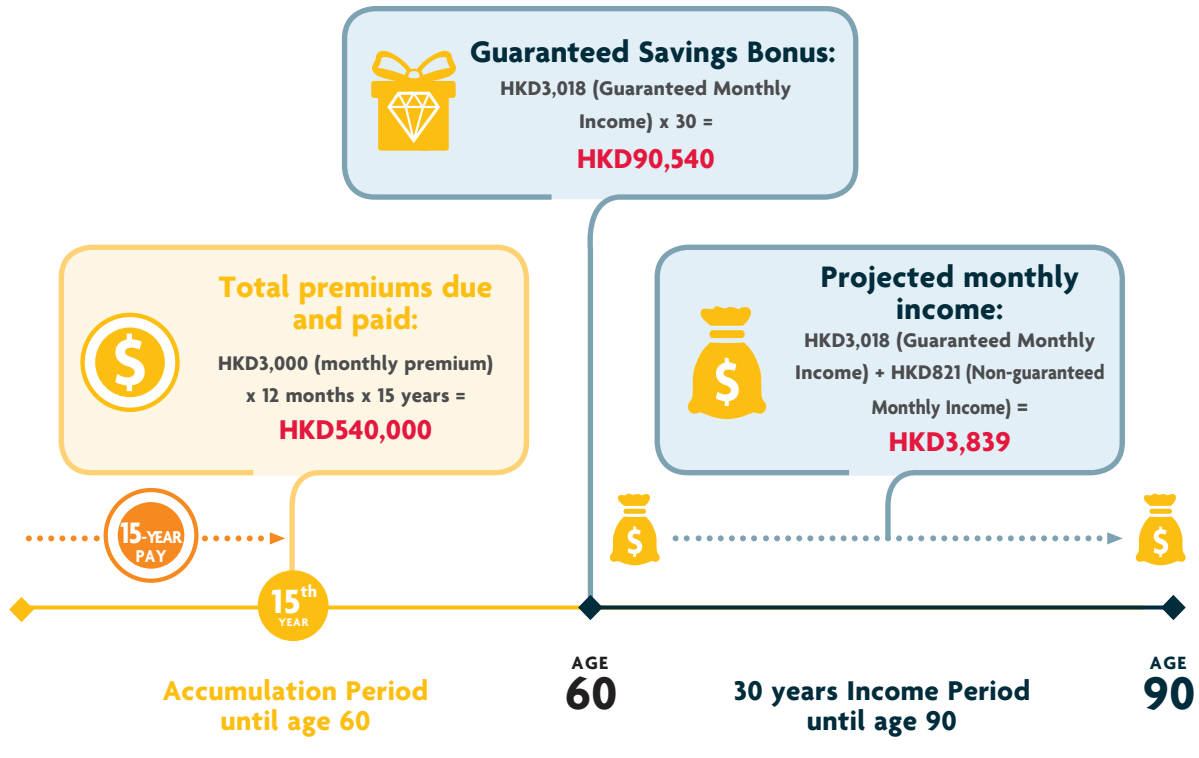 Guaranteed Savings Bonus:
HKD3,018 (Guaranteed Monthly
Income) x 30 =
HKD90,540
Total premiums due
and paid:
HKD3,000 (monthly premium)
x 12 months x 15 years =
HKD540,000
Projected monthly
income:
HKD3,018 (Guaranteed Monthly
Income) + HKD821 (Non-guaranteed
Monthly Income) =
HKD3,839
$
$
$
$
15-YEAR
PAY
15th
YEAR
AGE
60
AGE
90
Accumulation Period
until age 60
30 years Income Period
until age 90